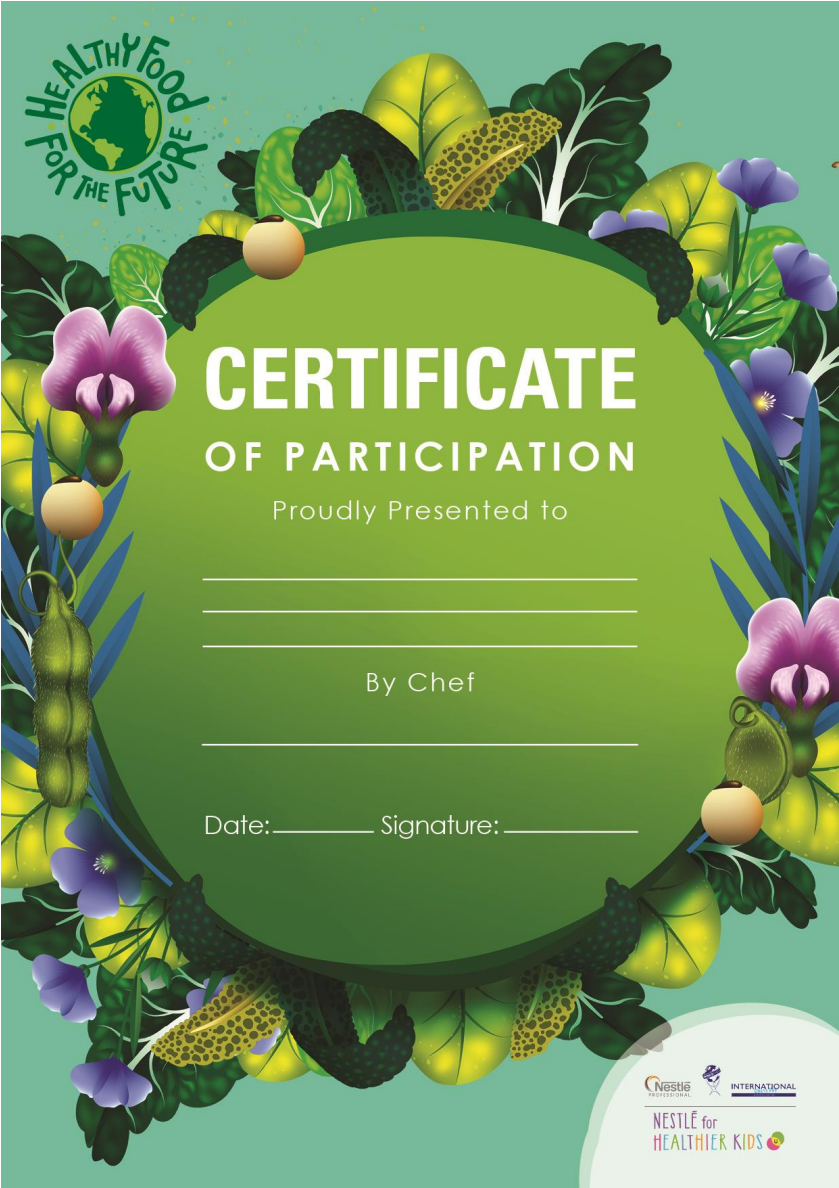 HEALTHY FOOD
FOR THE FUTURE
CERTIFICATE
OF PARTICIPATION
Proudly Presented to
By Chef
Date: Signature:
Nestlé
PROFESSIONAL
INTERNATIONAL
NESTLÉ for
HEALTHIER KIDS